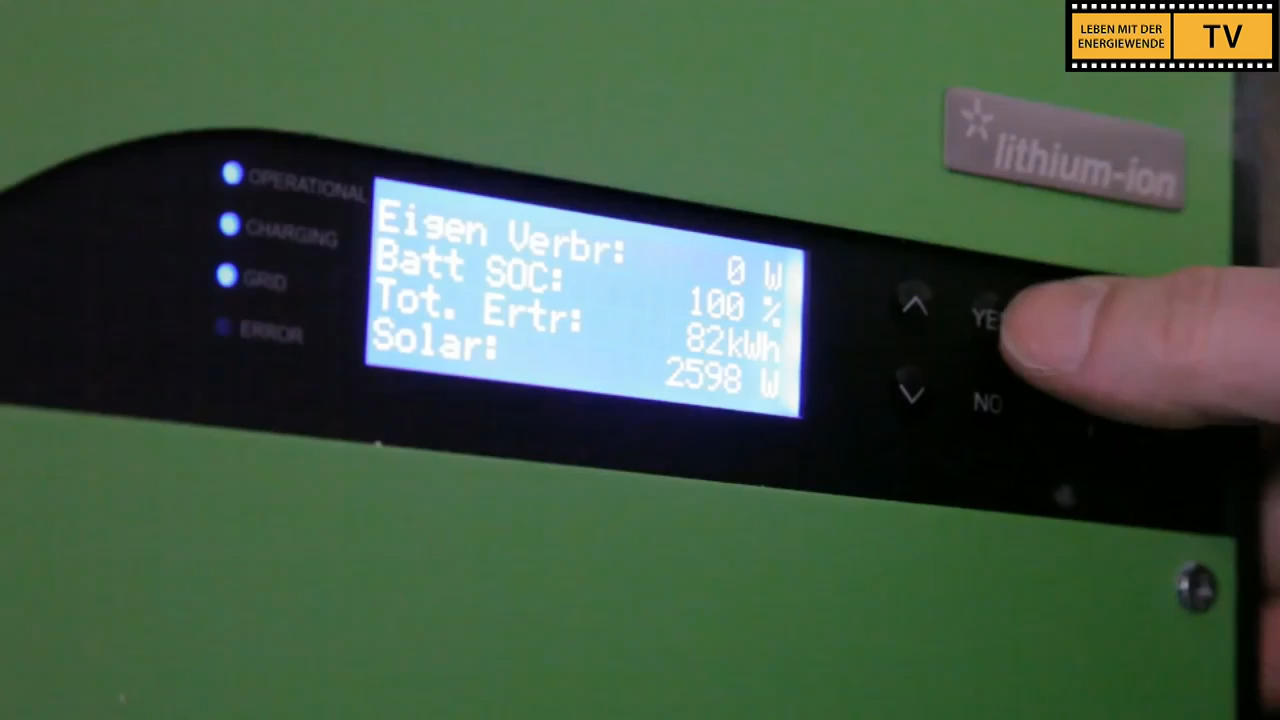 LEBEN MIT DER
ENERGIEWENDE
TV
lithium-ion
OPERATIONAL
CHARGING
GRID
ERROR
Eigen Verbr: 0 W
Batt SOC: 100 %
Tot. Ertr: 82kWh
Solar: 2598 W
NO